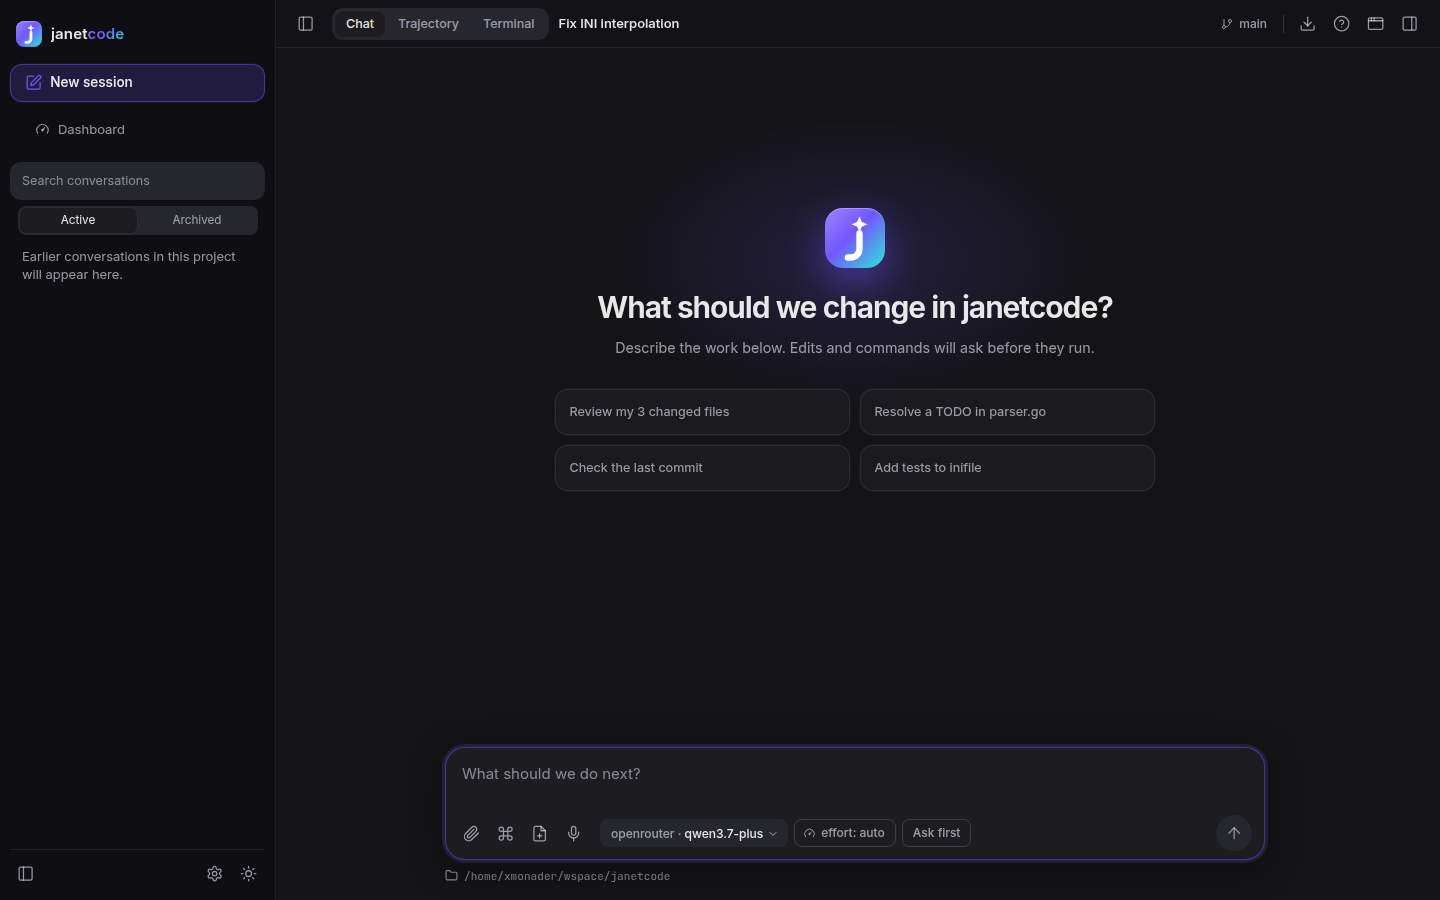 janetcode
New session
Dashboard
Search conversations
Active
Archived
Earlier conversations in this project
will appear here.
Chat
Trajectory
Terminal
Fix INI interpolation
main
What should we change in janetcode?
Describe the work below. Edits and commands will ask before they run.
Review my 3 changed files
Resolve a TODO in parser.go
Check the last commit
Add tests to inifile
What should we do next?
openrouter · qwen3.7-plus
effort: auto
Ask first
/home/xmonader/wspace/janetcode